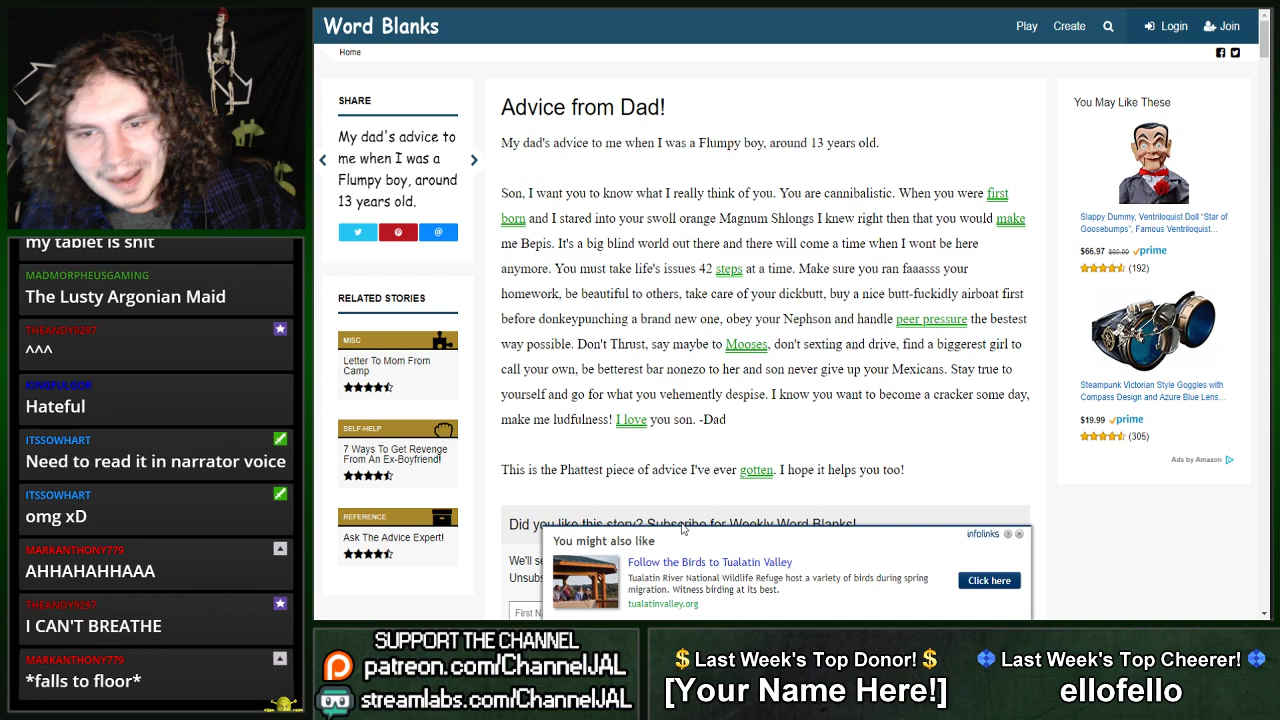 my tablet is shit
MADMORPHEUSGAMING
The Lusty Argonian Maid
THEANDY9297
^^^
KINGFULSOR
Hateful
ITSSOWHART
Need to read it in narrator voice
ITSSOWHART
omg xD
MARKANTHONY779
AHHAHAHHAAA
THEANDY9297
I CAN'T BREATHE
MARKANTHONY779
*falls to floor*
Word Blanks
Play Create Login Join
Home
SHARE
My dad's advice to
me when I was a
Flumpy boy, around
13 years old.
RELATED STORIES
MISC
Letter To Mom From
Camp
SELF-HELP
7 Ways To Get Revenge
From An Ex-Boyfriend!
REFERENCE
Ask The Advice Expert!
Advice from Dad!
My dad's advice to me when I was a Flumpy boy, around 13 years old.
Son, I want you to know what I really think of you. You are cannibalistic. When you were first
born and I stared into your swoll orange Magnum Shlongs I knew right then that you would make
me Bepis. It's a big blind world out there and there will come a time when I wont be here
anymore. You must take life's issues 42 steps at a time. Make sure you ran faaasss your
homework, be beautiful to others, take care of your dickbutt, buy a nice butt-fuckidly airboat first
before donkeypunching a brand new one, obey your Nephson and handle peer pressure the bestest
way possible. Don't Thrust, say maybe to Mooses, don't sexting and drive, find a biggerest girl to
call your own, be betterest bar nonezo to her and son never give up your Mexicans. Stay true to
yourself and go for what you vehemently despise. I know you want to become a cracker some day,
make me ludfulness! I love you son. -Dad
This is the Phattest piece of advice I've ever gotten. I hope it helps you too!
Did you like this story? Subscribe for Weekly Word Blanks!
We'll se
Unsubs
First Na
You might also like
infolinks
Follow the Birds to Tualatin Valley
Tualatin River National Wildlife Refuge host a variety of birds during spring
migration. Witness birding at its best.
tualatinvalley.org
Click here
You May Like These
Slappy Dummy, Ventriloquist Doll "Star of
Goosebumps", Famous Ventriloquist...
$66.97 prime
(192)
Steampunk Victorian Style Goggles with
Compass Design and Azure Blue Lens...
$19.99 prime
(305)
Ads by Amazon
SUPPORT THE CHANNEL
patreon.com/ChannelJAL
streamlabs.com/ChannelJAL
$ Last Week's Top Donor! $
[Your Name Here!]
Last Week's Top Cheerer!
ellofello